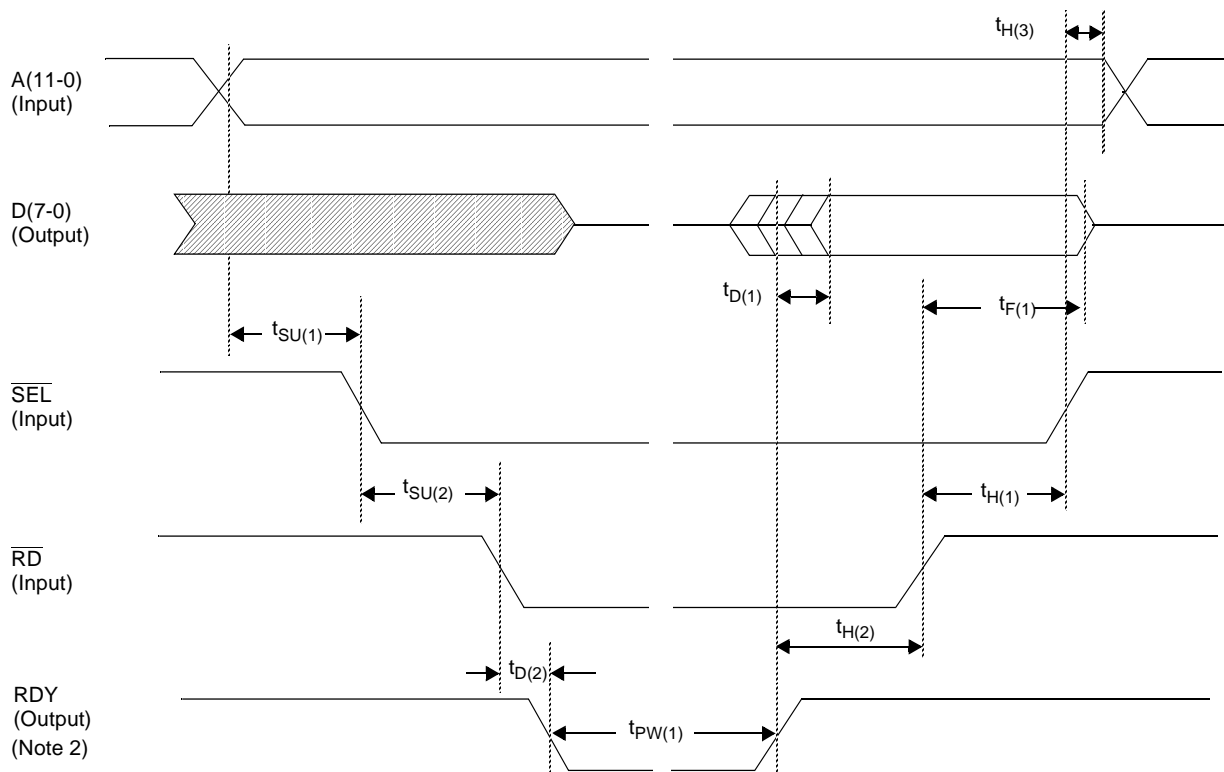 tH(3)
A(11-0)
(Input)
D(7-0)
(Output)
tD(1)
tF(1)
tSU(1)
SEL
(Input)
tSU(2)
tH(1)
RD
(Input)
tH(2)
tD(2)
RDY
(Output)
(Note 2)
tPW(1)